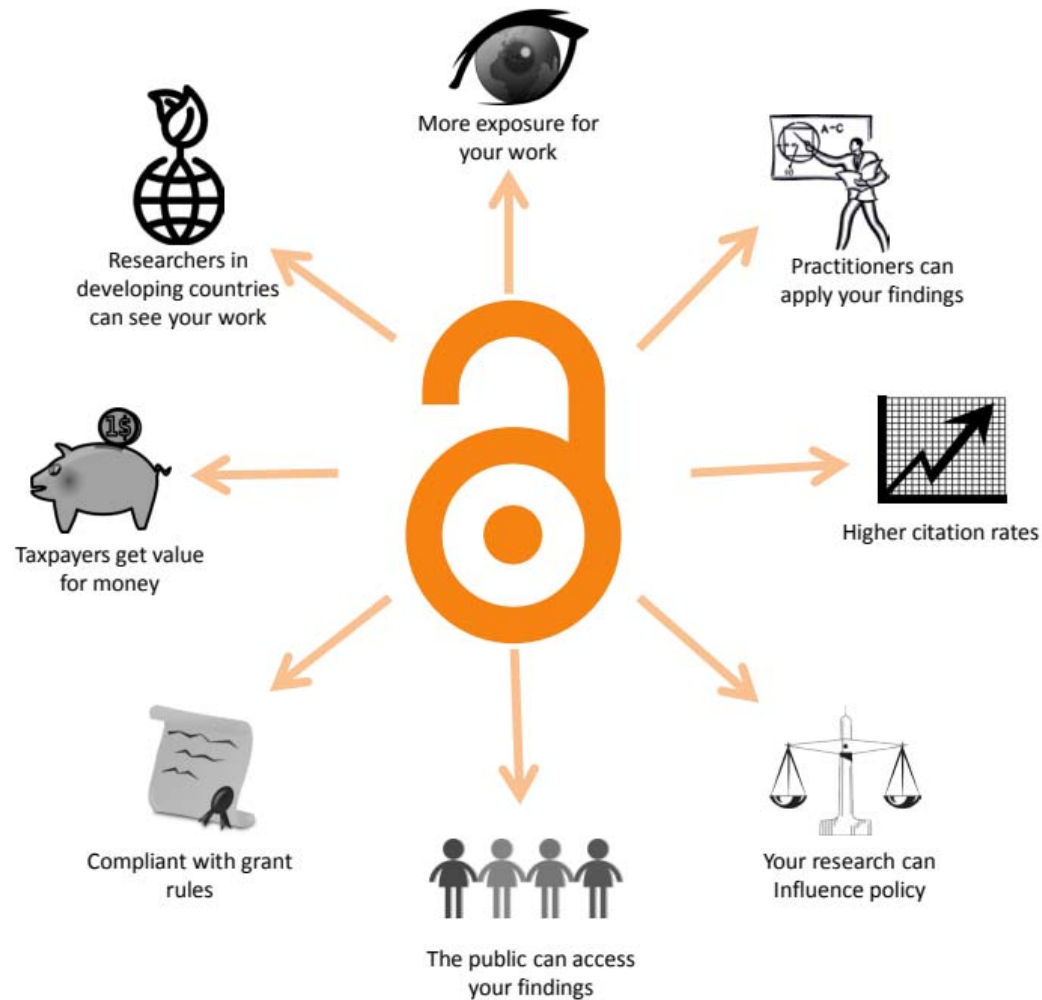 More exposure for
your work
A-C
90
Practitioners can
apply your findings
Higher citation rates
Your research can
Influence policy
The public can access
your findings
Compliant with grant
rules
1$
Taxpayers get value
for money
Researchers in
developing countries
can see your work